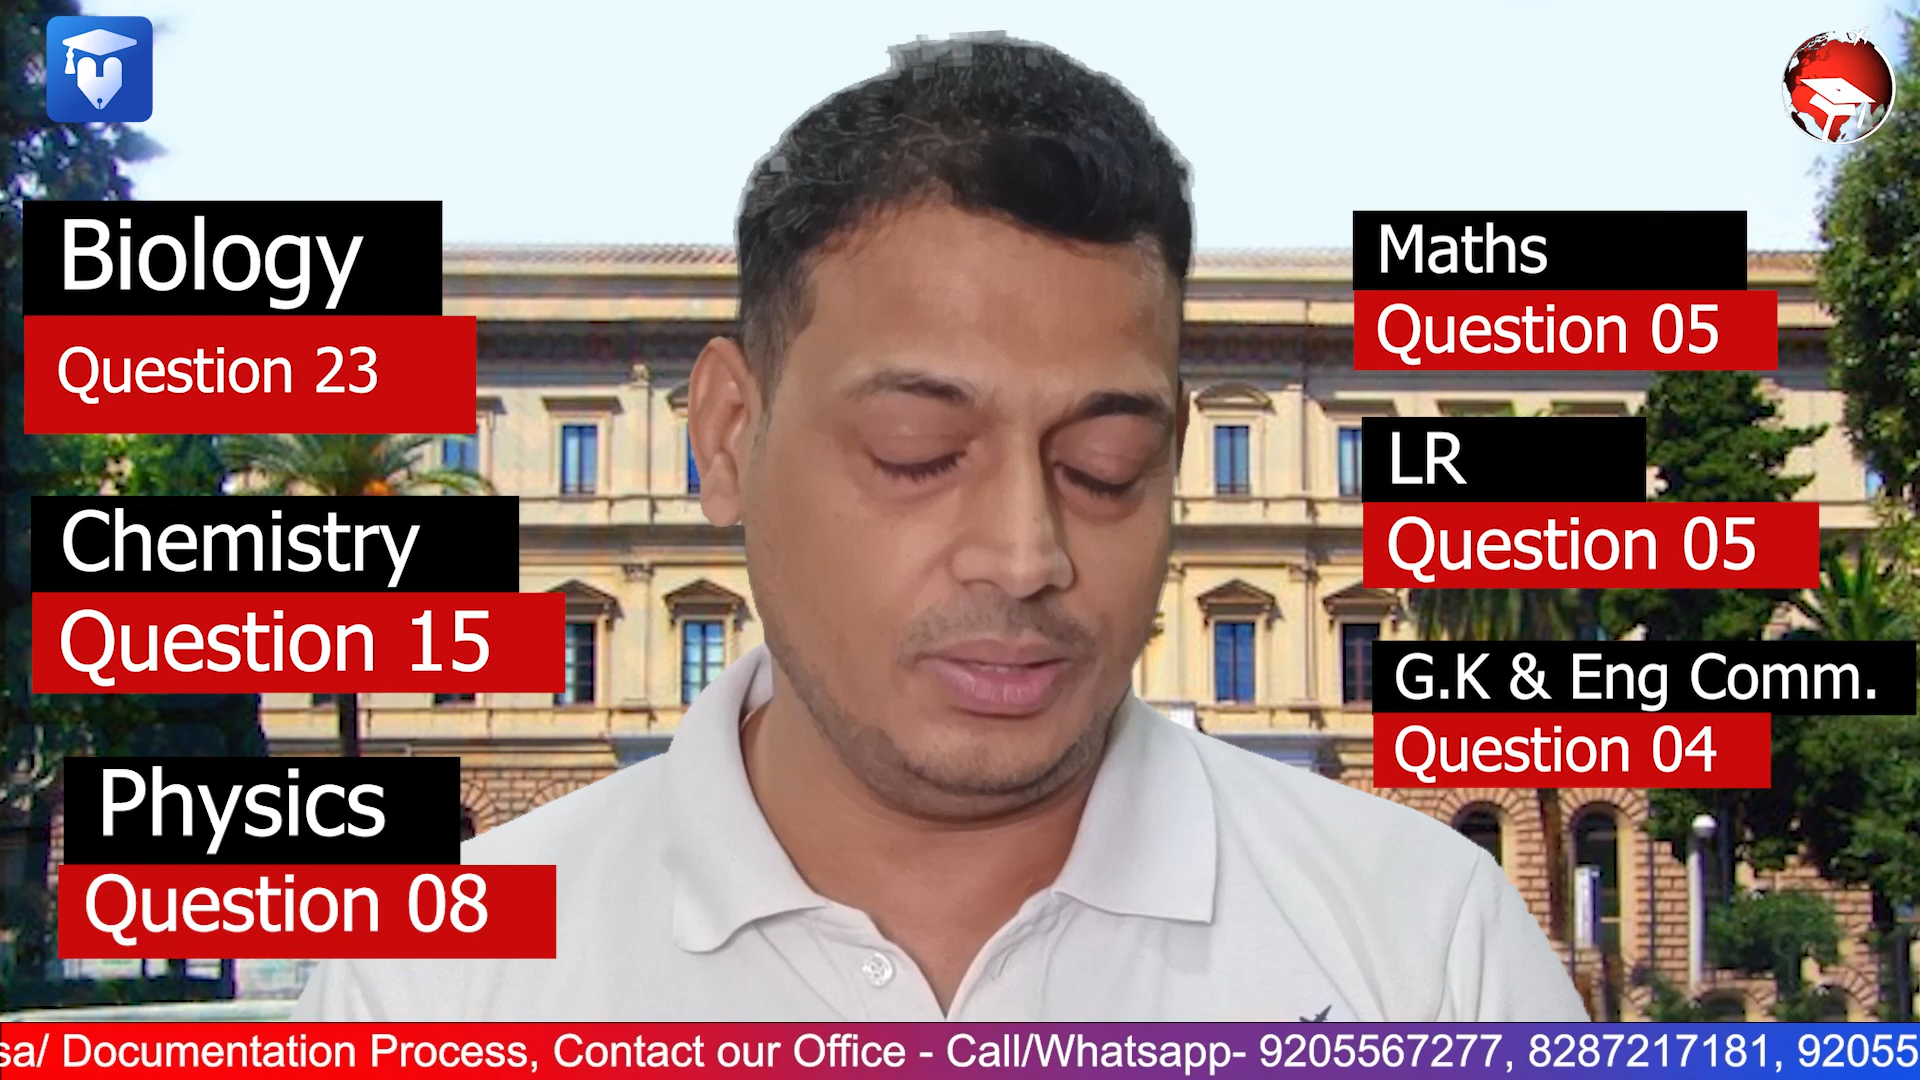 Biology
Question 23
Chemistry
Question 15
Physics
Question 08
Maths
Question 05
LR
Question 05
G.K & Eng Comm.
Question 04
sa/ Documentation Process, Contact our Office - Call/Whatsapp- 9205567277, 8287217181, 92055